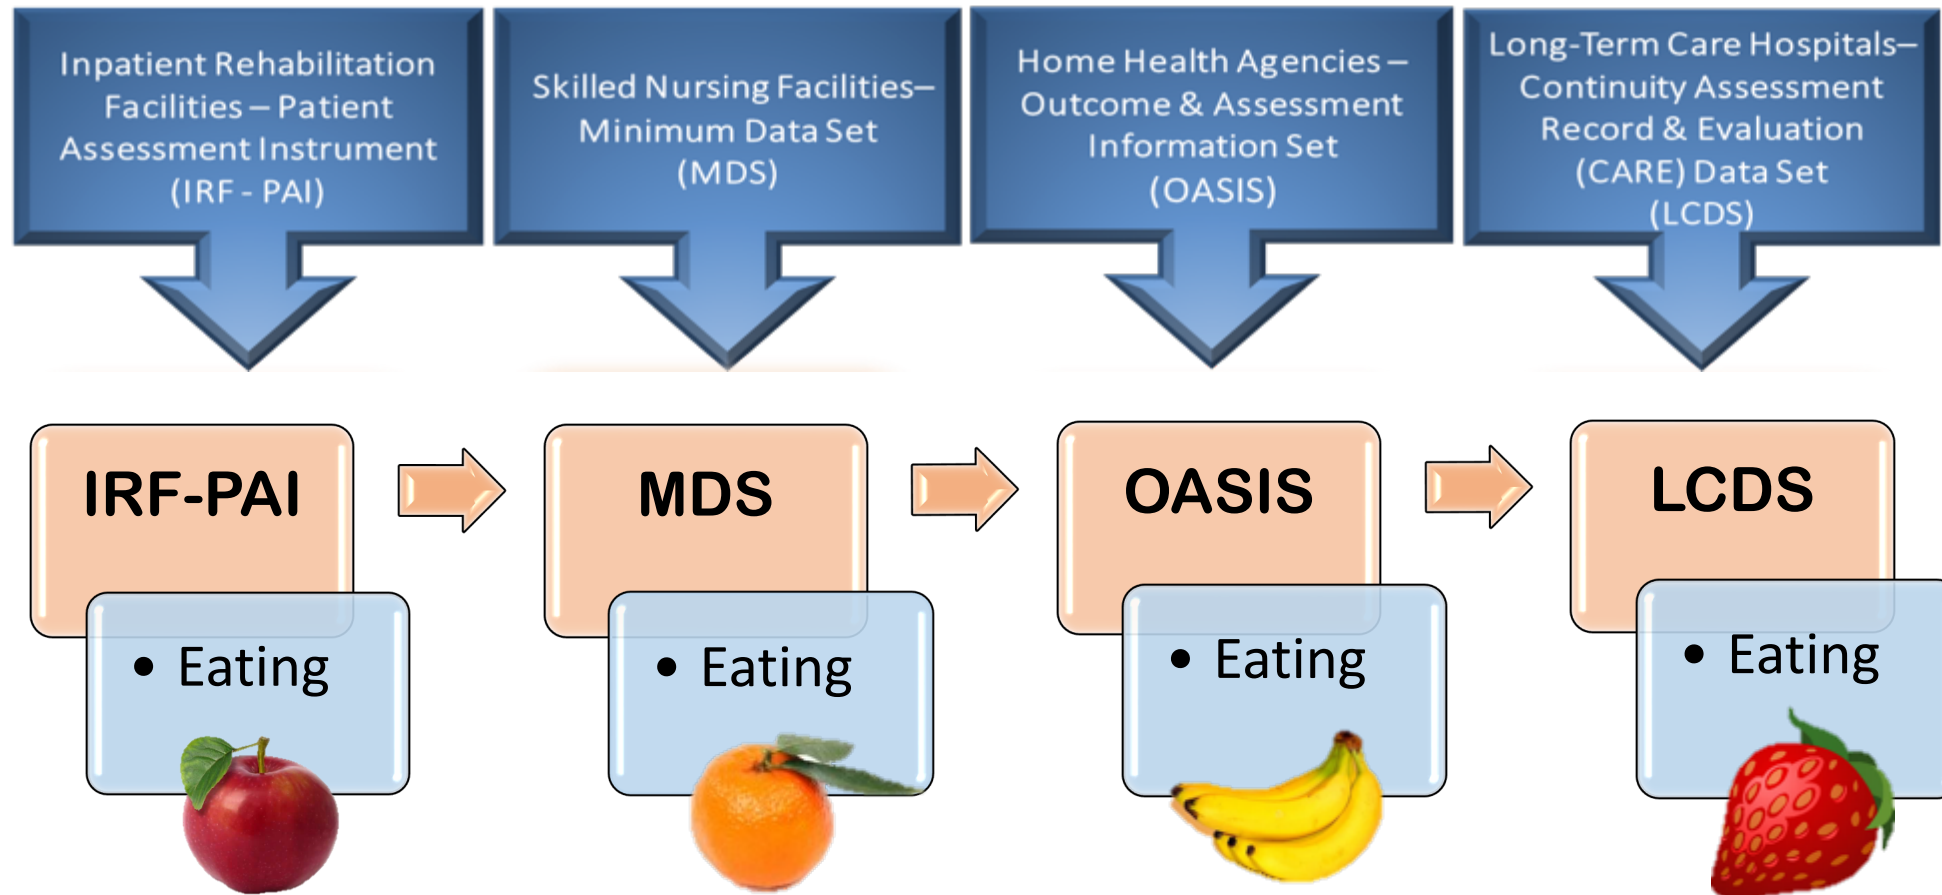 Inpatient Rehabilitation
Facilities – Patient
Assessment Instrument
(IRF - PAI)
Skilled Nursing Facilities–
Minimum Data Set
(MDS)
Home Health Agencies –
Outcome & Assessment
Information Set
(OASIS)
Long-Term Care Hospitals–
Continuity Assessment
Record & Evaluation
(CARE) Data Set
(LCDS)
IRF-PAI
MDS
OASIS
LCDS
• Eating
• Eating
• Eating
• Eating